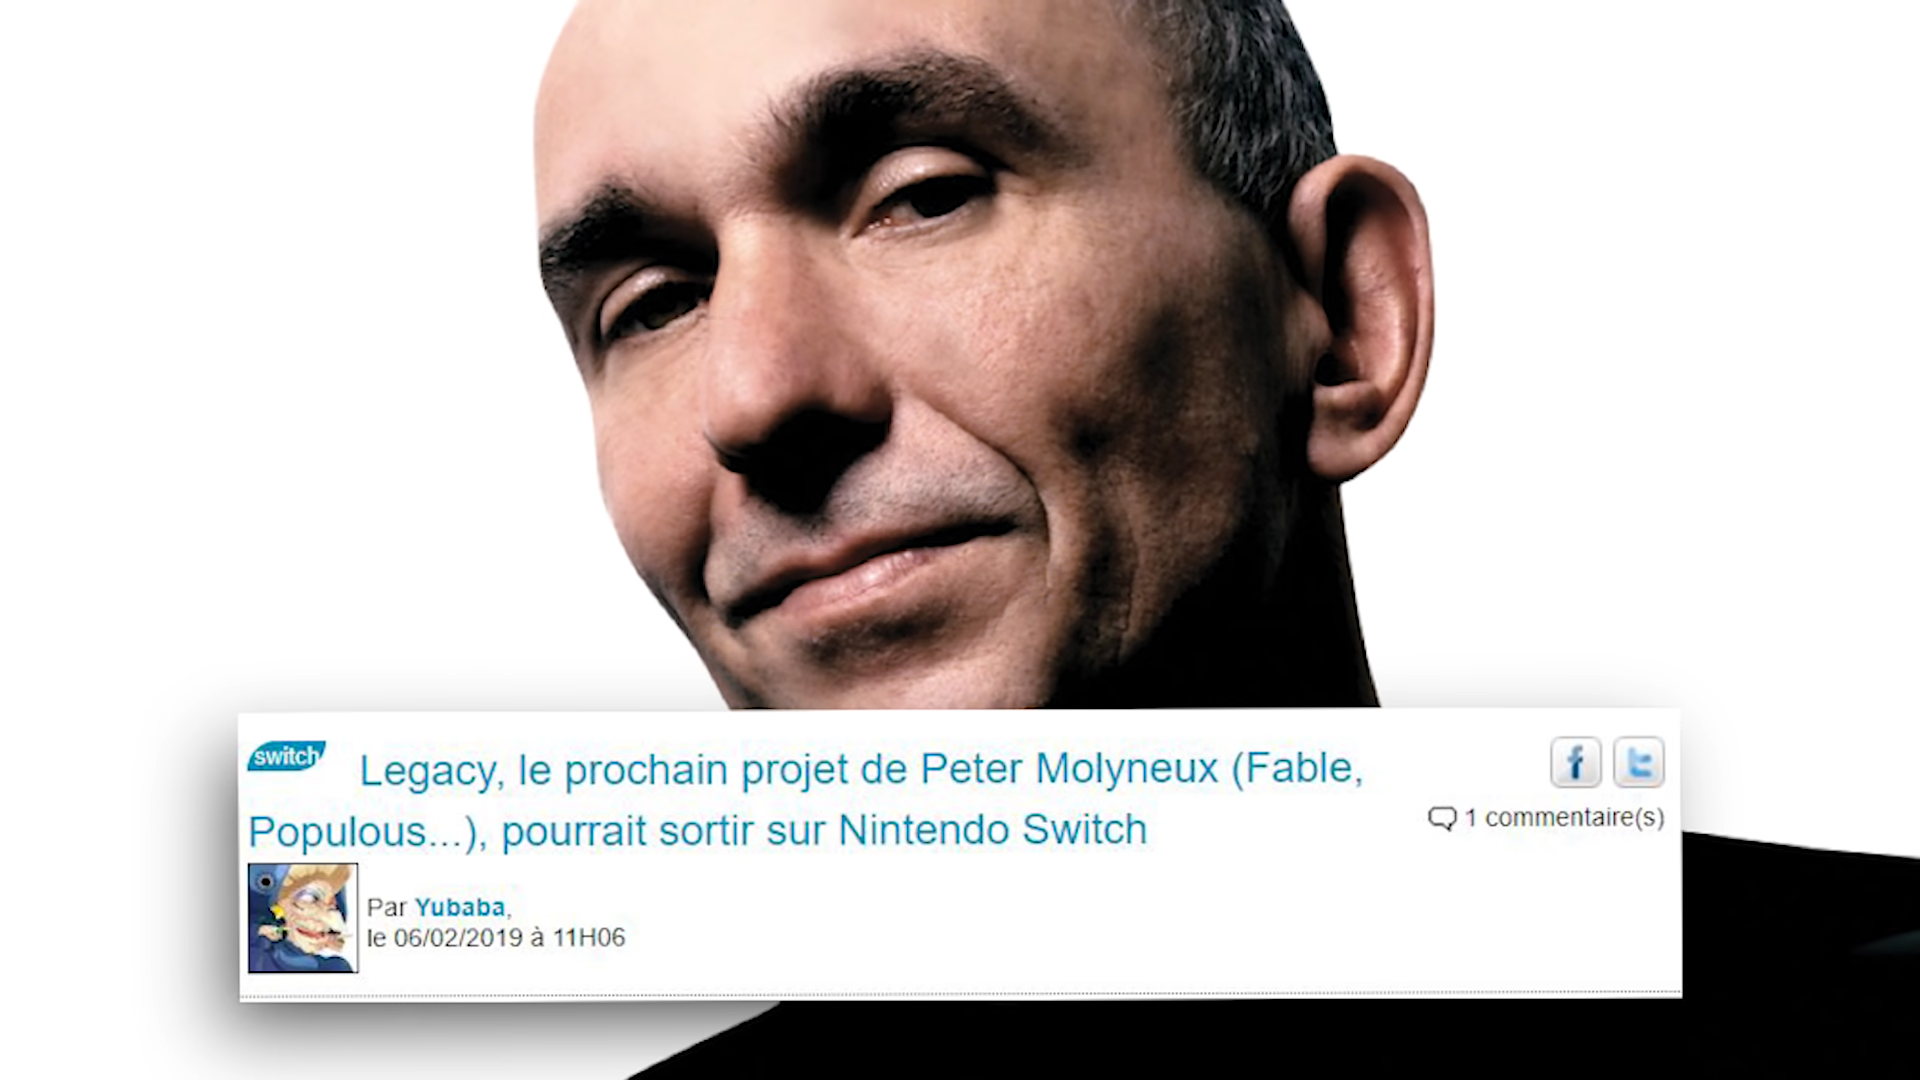 switch
Legacy, le prochain projet de Peter Molyneux (Fable,
Populous...), pourrait sortir sur Nintendo Switch
1 commentaire(s)
Par Yubaba,
le 06/02/2019 à 11H06